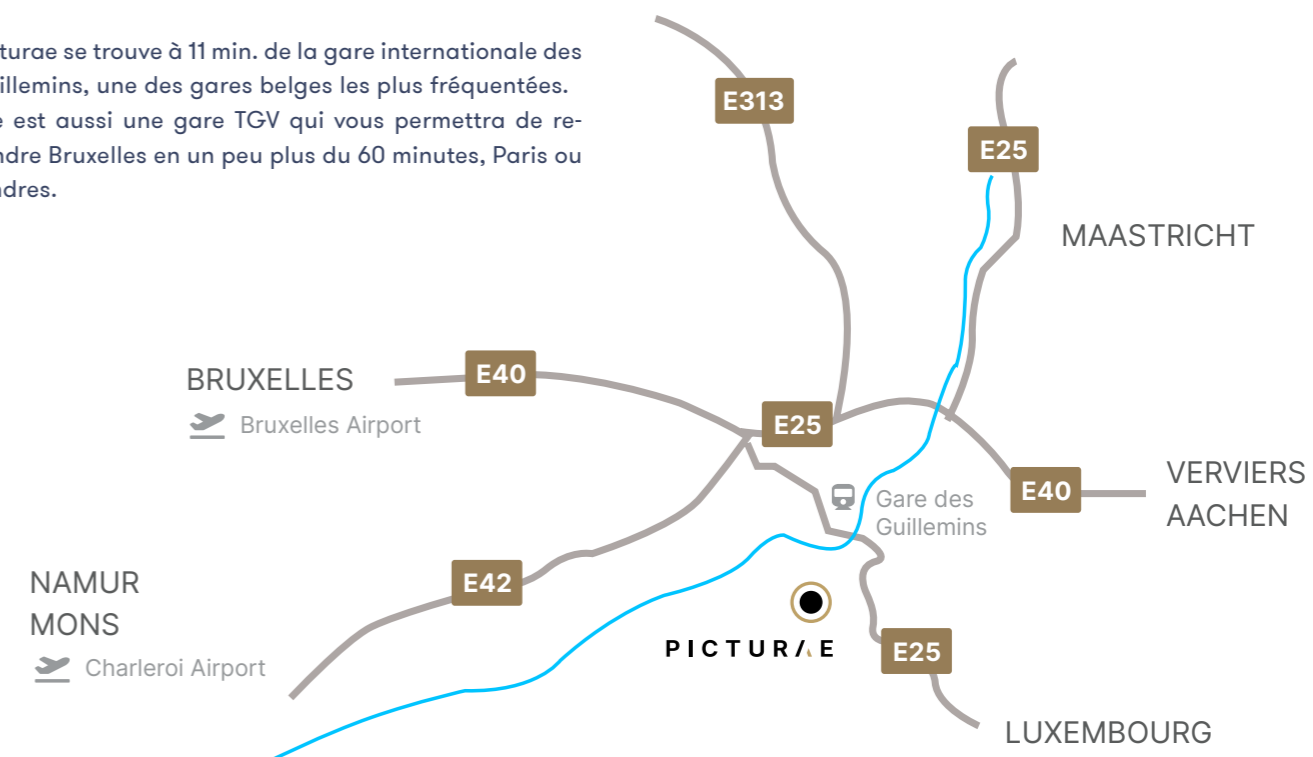 turae se trouve à 11 min. de la gare internationale des
illemins, une des gares belges les plus fréquentées.
e est aussi une gare TGV qui vous permettra de re-
ndre Bruxelles en un peu plus du 60 minutes, Paris ou
ndres.
E313
E25
MAASTRICHT
BRUXELLES
Bruxelles Airport
E40
E25
Gare des
Guillemins
E40
VERVIERS
AACHEN
NAMUR
MONS
Charleroi Airport
E42
PICTURAE
E25
LUXEMBOURG